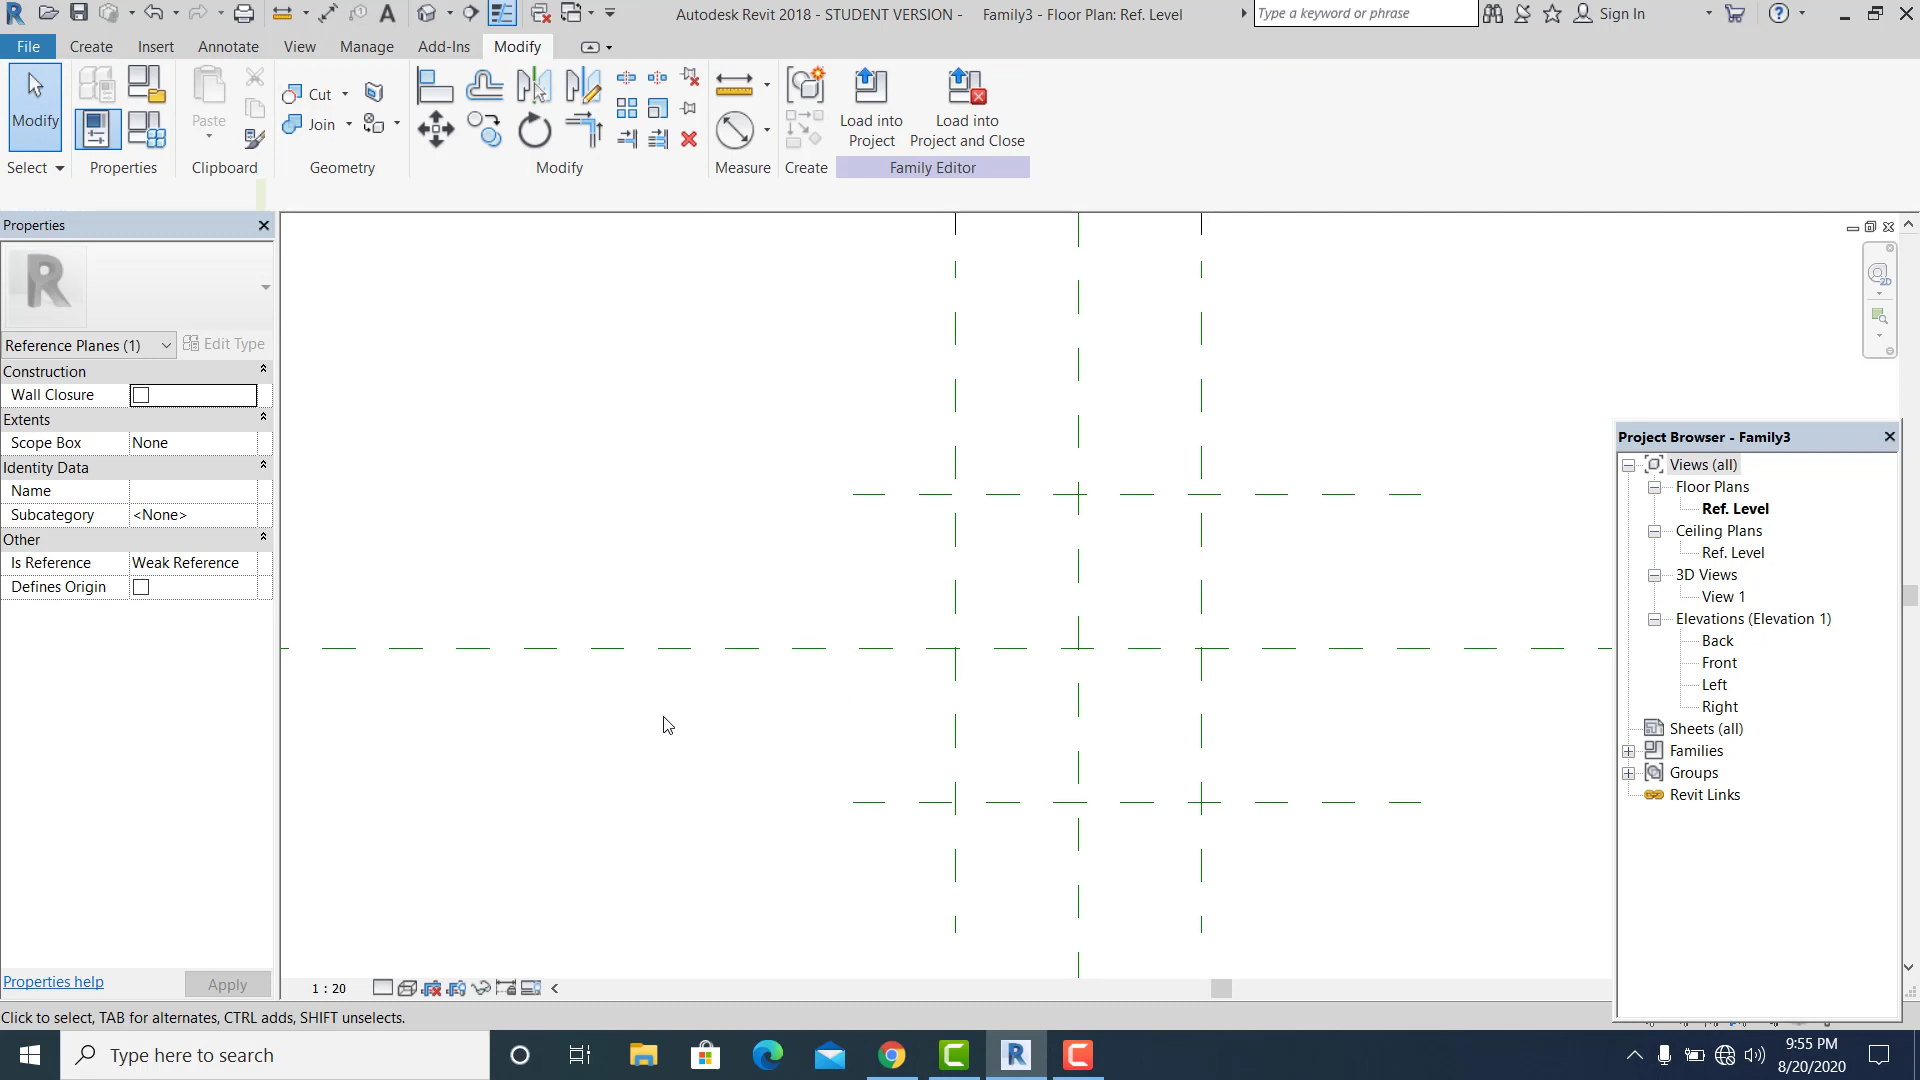 Autodesk Revit 2018 - STUDENT VERSION - Family3 - Floor Plan: Ref. Level
Type a keyword or phrase
Sign In
File Create Insert Annotate View Manage Add-Ins Modify
Modify
Paste
Cut
Join
Load into Project
Load into Project and Close
Select Properties Clipboard Geometry Modify Measure Create Family Editor
Properties
Reference Planes (1) Edit Type
Construction
Wall Closure
Extents
Scope Box None
Identity Data
Name
Subcategory <None>
Other
Is Reference Weak Reference
Defines Origin
Properties help Apply
1 : 20
Project Browser - Family3
Views (all)
Floor Plans
Ref. Level
Ceiling Plans
Ref. Level
3D Views
View 1
Elevations (Elevation 1)
Back
Front
Left
Right
Sheets (all)
Families
Groups
Revit Links
Click to select, TAB for alternates, CTRL adds, SHIFT unselects.
Type here to search
9:55 PM
8/20/2020